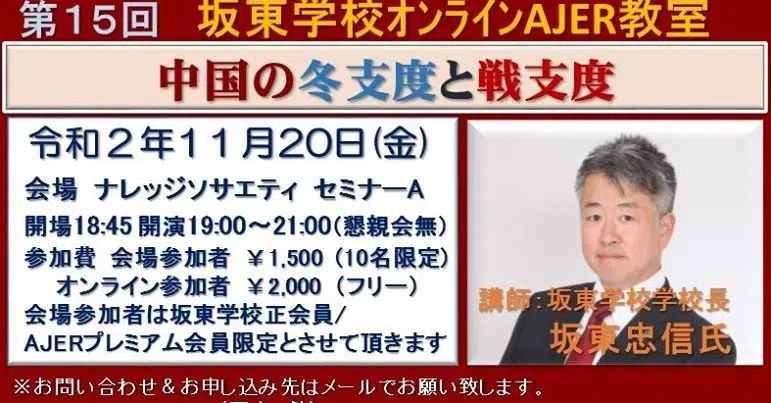 第15回 坂東学校オンラインAJER教室
中国の冬支度と戦支度
令和２年１１月２０日(金)
会場 ナレッジソサエティ セミナーA
開場18:45 開演19:00～21:00(懇親会無)
参加費 会場参加者 ￥1,500 (10名限定)
オンライン参加者 ￥2,000 (フリー)
会場参加者は坂東学校正会員/
AJERプレミアム会員限定とさせて頂きます
講師：坂東学校学校長
坂東忠信氏
※お問い合わせ＆お申し込み先はメールでお願い致します。